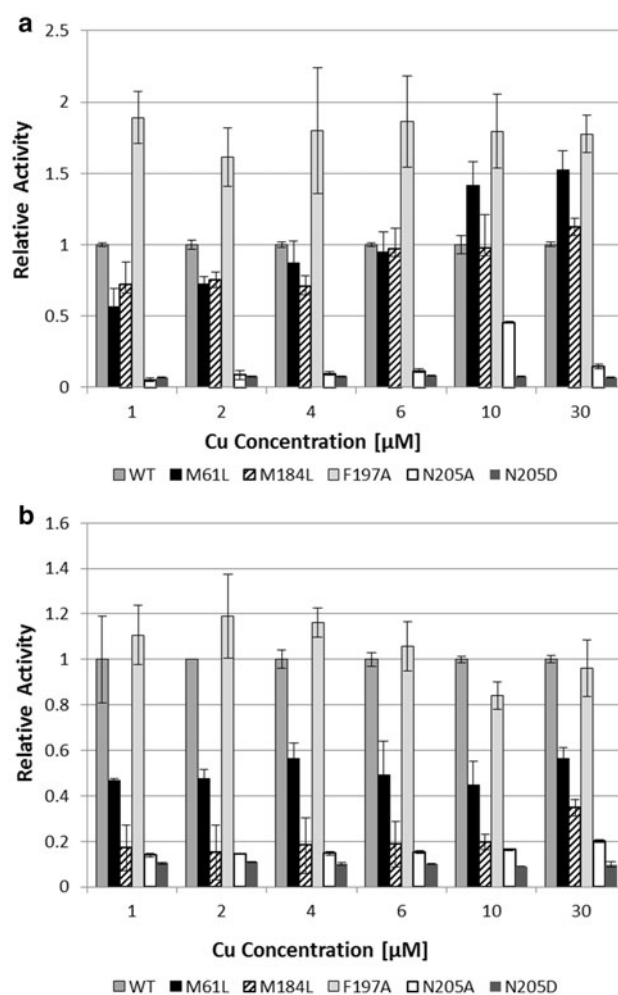 a
2.5
2
1.5
1
0.5
0
Relative Activity
1 2 4 6 10 30
Cu Concentration [µM]
WT M61L M184L F197A N205A N205D
b
1.6
1.4
1.2
1
0.8
0.6
0.4
0.2
0
Relative Activity
1 2 4 6 10 30
Cu Concentration [µM]
WT M61L M184L F197A N205A N205D